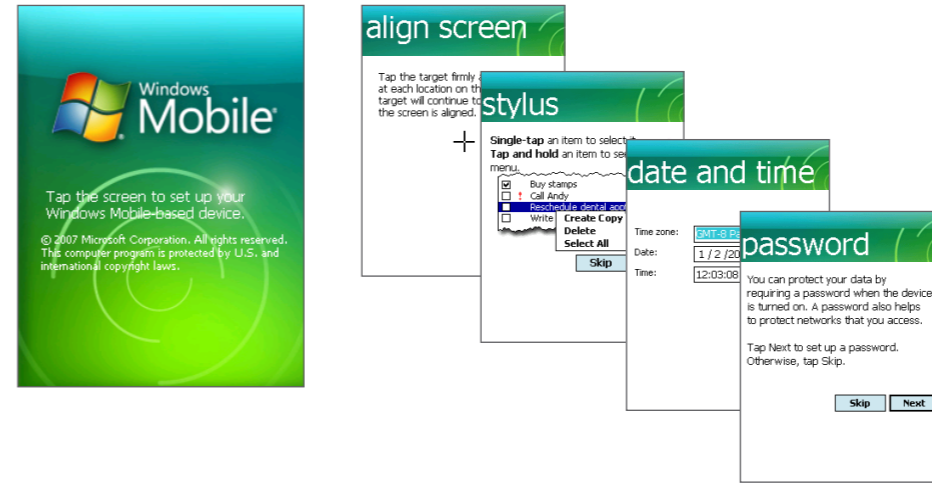 Windows
Mobile
Tap the screen to set up your
Windows Mobile-based device.
© 2007 Microsoft Corporation. All rights reserved.
This computer program is protected by U.S. and
international copyright laws.
align screen
Tap the target firmly
at each location on th
target will continue to
the screen is aligned.
stylus
Single-tap an item to select it.
Tap and hold an item to see
menu.
Buy stamps
! Call Andy
Reschedule dental appt
Write
Create Copy
Delete
Select All
Skip
date and time
Time zone:
GMT-8 Pa
Date:
1 / 2 /20
Time:
12:03:08
password
You can protect your data by
requiring a password when the device
is turned on. A password also helps
to protect networks that you access.
Tap Next to set up a password.
Otherwise, tap Skip.
Skip
Next